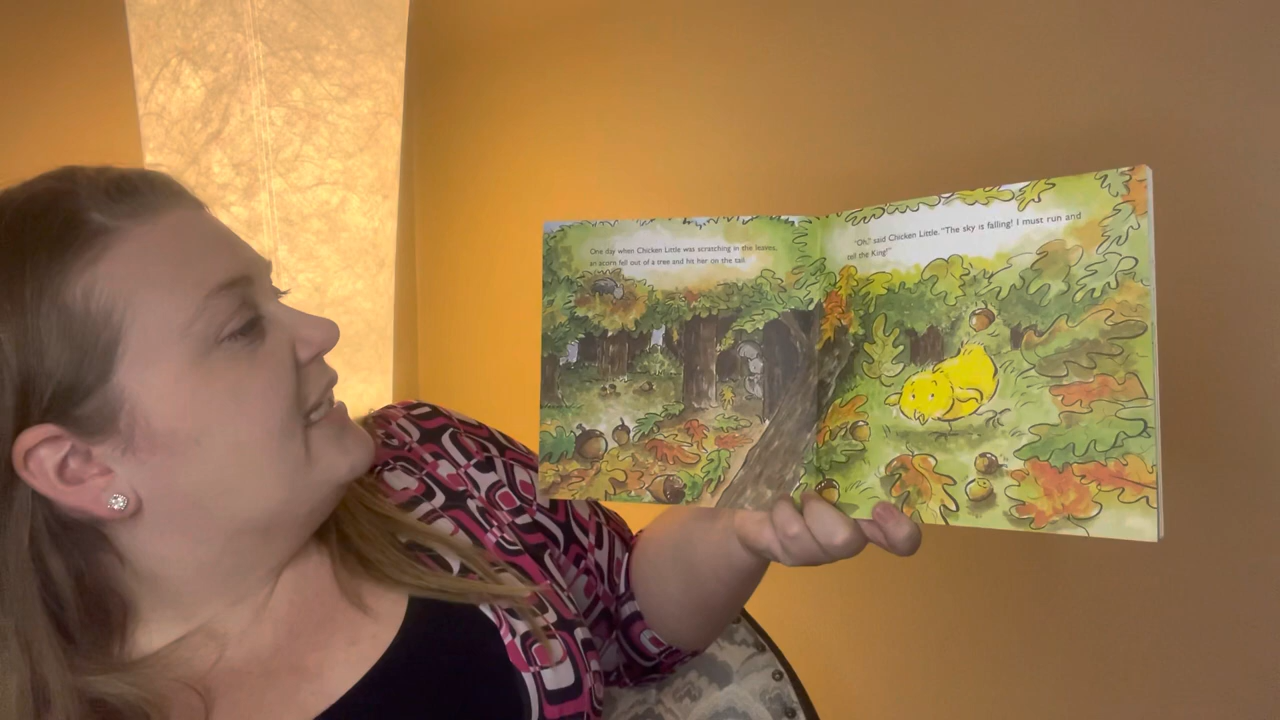 One day when Chicken Little was scratching in the leaves,
an acorn fell out of a tree and hit her on the tail.
"Oh," said Chicken Little, "The sky is falling! I must run and
tell the King!"